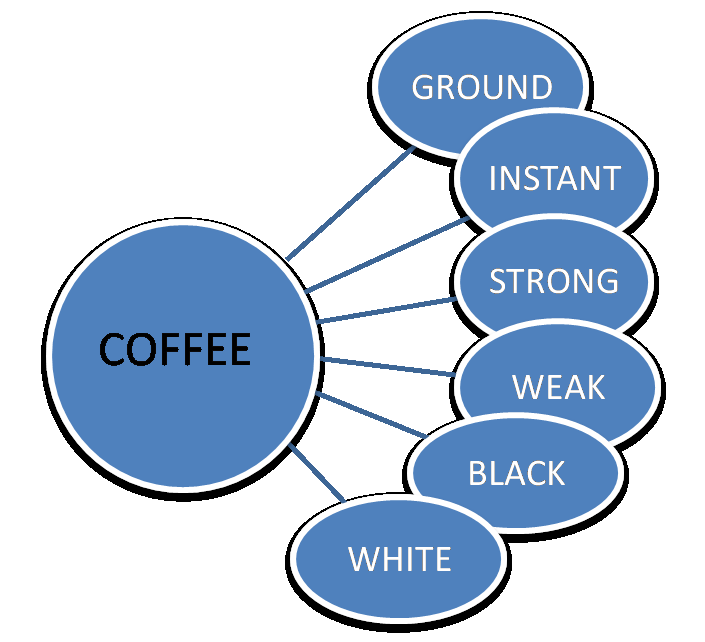 COFFEE
GROUND
INSTANT
STRONG
WEAK
BLACK
WHITE